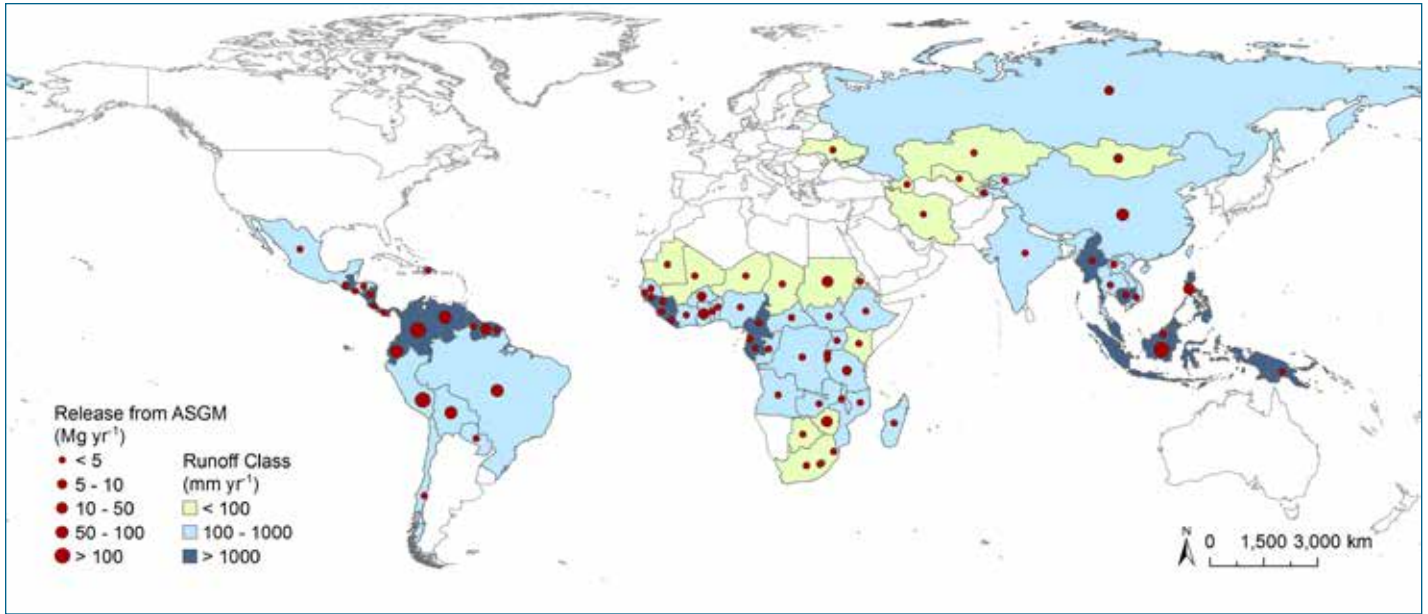 Release from ASGM
(Mg yr⁻¹)
< 5
5 - 10
10 - 50
50 - 100
> 100
Runoff Class
(mm yr⁻¹)
< 100
100 - 1000
> 1000
N
0 1,500 3,000 km